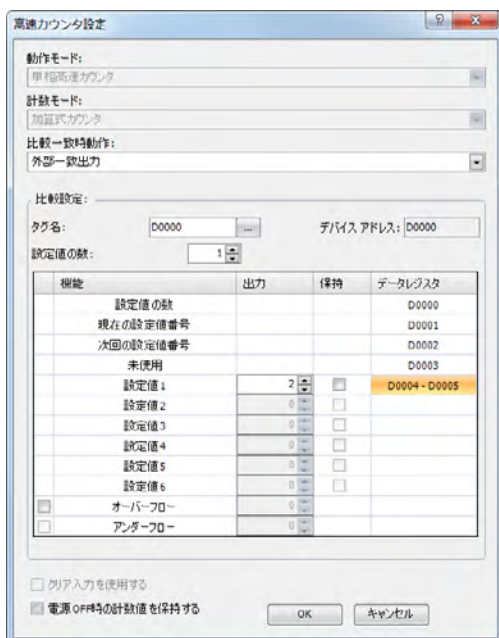 高速カウンタ設定
動作モード:
単相高速カウンタ
計数モード:
加算式カウンタ
比較一致時動作:
外部一致出力
比較設定:
タグ名: D0000 ... デバイス アドレス: D0000
設定値の数: 1
機能 出力 保持 データレジスタ
設定値の数 D0000
現在の設定値番号 D0001
次回の設定値番号 D0002
未使用 D0003
設定値1 2 D0004 - D0005
設定値2 0
設定値3 0
設定値4 0
設定値5 0
設定値6 0
オーバーフロー 0
アンダーフロー 0
クリア入力を使用する
電源OFF時の計数値を保持する
OK キャンセル